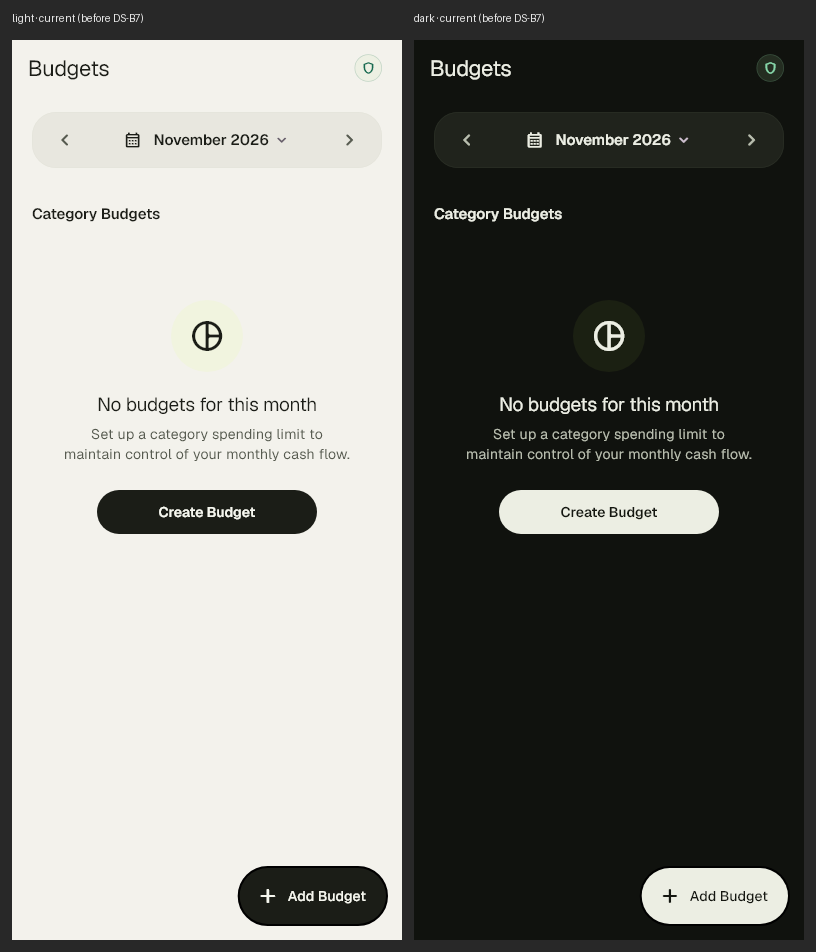 light · current (before DS-B7)
Budgets
November 2026
Category Budgets
No budgets for this month
Set up a category spending limit to
maintain control of your monthly cash flow.
Create Budget
Add Budget
dark · current (before DS-B7)
Budgets
November 2026
Category Budgets
No budgets for this month
Set up a category spending limit to
maintain control of your monthly cash flow.
Create Budget
Add Budget